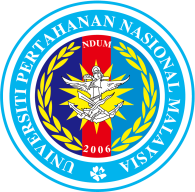 UNIVERSITI PERTAHANAN NASIONAL MALAYSIA
NDUM
2006